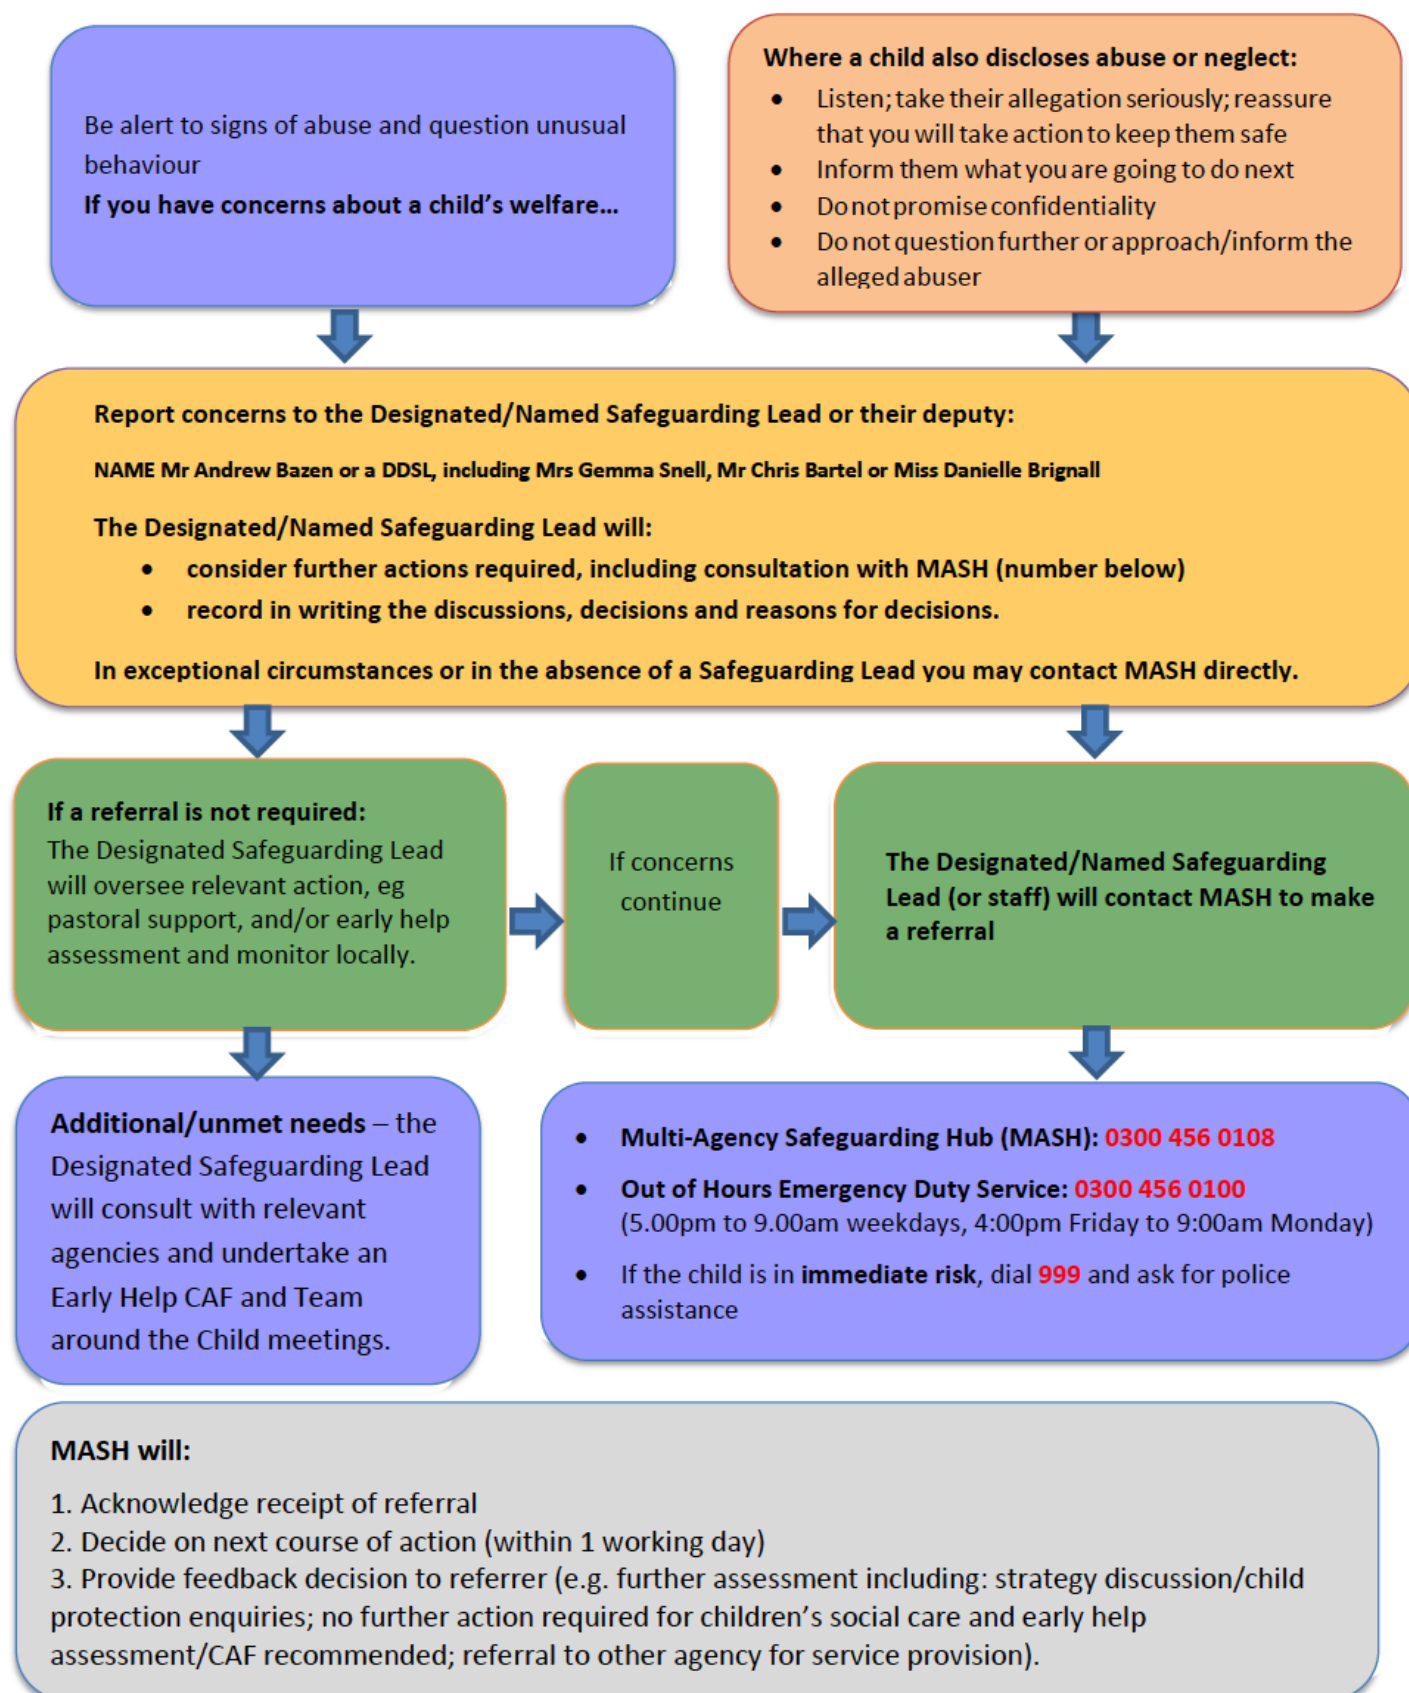 Be alert to signs of abuse and question unusual
behaviour
If you have concerns about a child's welfare…
Where a child also discloses abuse or neglect:
• Listen; take their allegation seriously; reassure
that you will take action to keep them safe
• Inform them what you are going to do next
• Do not promise confidentiality
• Do not question further or approach/inform the
alleged abuser
Report concerns to the Designated/Named Safeguarding Lead or their deputy:
NAME Mr Andrew Bazen or a DDSL, including Mrs Gemma Snell, Mr Chris Bartel or Miss Danielle Brignall
The Designated/Named Safeguarding Lead will:
• consider further actions required, including consultation with MASH (number below)
• record in writing the discussions, decisions and reasons for decisions.
In exceptional circumstances or in the absence of a Safeguarding Lead you may contact MASH directly.
If a referral is not required:
The Designated Safeguarding Lead
will oversee relevant action, eg
pastoral support, and/or early help
assessment and monitor locally.
If concerns
continue
The Designated/Named Safeguarding
Lead (or staff) will contact MASH to make
a referral
Additional/unmet needs – the
Designated Safeguarding Lead
will consult with relevant
agencies and undertake an
Early Help CAF and Team
around the Child meetings.
• Multi-Agency Safeguarding Hub (MASH): 0300 456 0108
• Out of Hours Emergency Duty Service: 0300 456 0100
(5.00pm to 9.00am weekdays, 4:00pm Friday to 9:00am Monday)
• If the child is in immediate risk, dial 999 and ask for police
assistance
MASH will:
1. Acknowledge receipt of referral
2. Decide on next course of action (within 1 working day)
3. Provide feedback decision to referrer (e.g. further assessment including: strategy discussion/child
protection enquiries; no further action required for children's social care and early help
assessment/CAF recommended; referral to other agency for service provision).